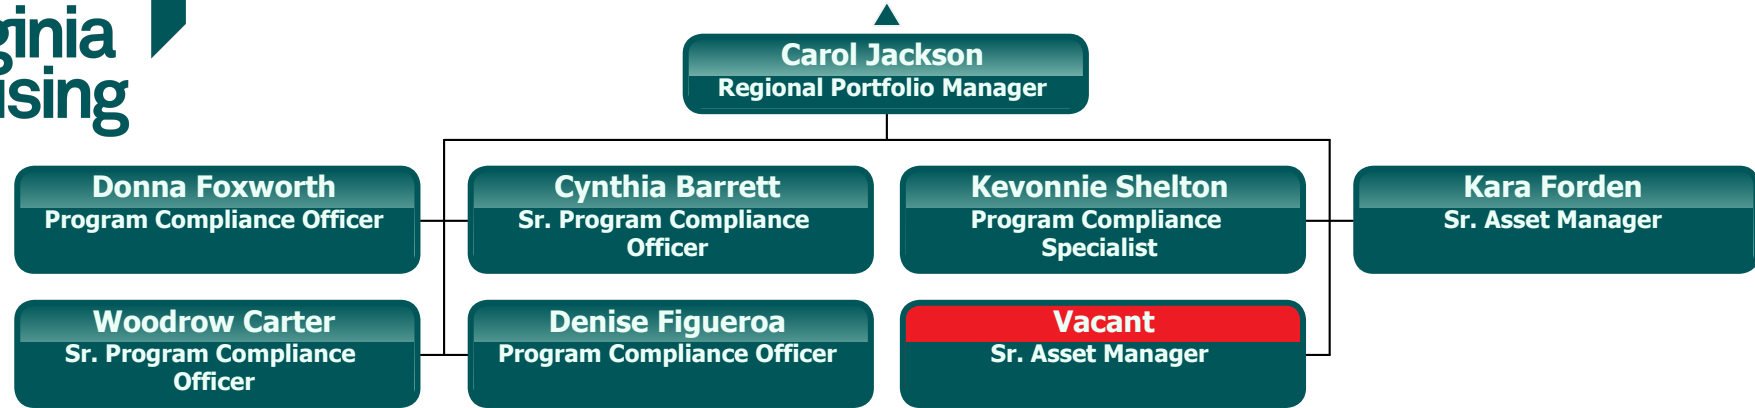 ginia
ising
Carol Jackson
Regional Portfolio Manager
Donna Foxworth
Program Compliance Officer
Cynthia Barrett
Sr. Program Compliance
Officer
Kevonnie Shelton
Program Compliance
Specialist
Kara Forden
Sr. Asset Manager
Woodrow Carter
Sr. Program Compliance
Officer
Denise Figueroa
Program Compliance Officer
Vacant
Sr. Asset Manager